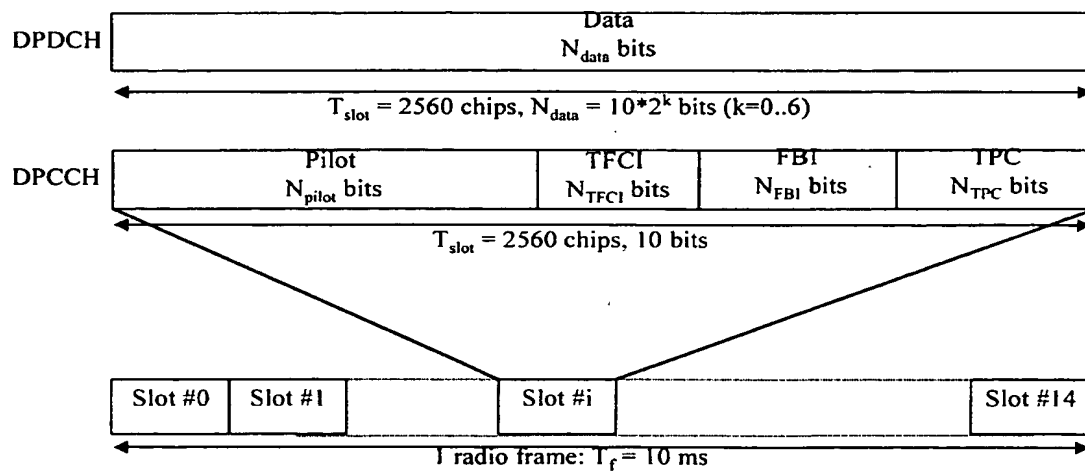 Data
DPDCH
N_data bits
T_slot = 2560 chips, N_data = 10*2^k bits (k=0..6)
Pilot TFCI FBI TPC
DPCCH
N_pilot bits N_TFCI bits N_FBI bits N_TPC bits
T_slot = 2560 chips, 10 bits
Slot #0 Slot #1 Slot #i Slot #14
1 radio frame: T_f = 10 ms